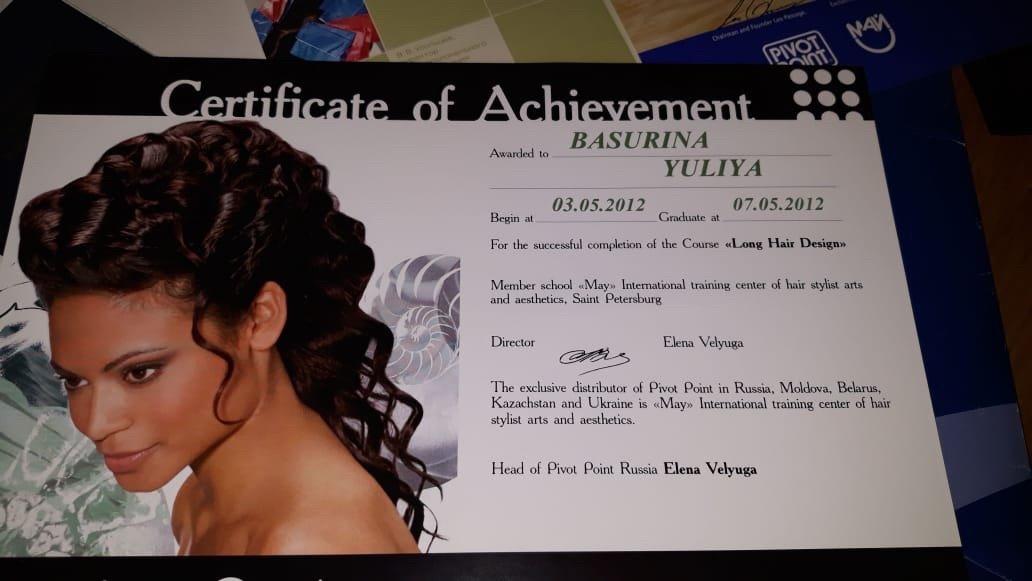 Chairman and Founder Leo Passage.
В.В. 
PIVOT
POINT
МАЙ
Certificate of Achievement
Awarded to BASURINA
YULIYA
Begin at 03.05.2012 Graduate at 07.05.2012
For the successful completion of the Course «Long Hair Design»
Member school «May» International training center of hair stylist arts
and aesthetics, Saint Petersburg
Director Elena Velyuga
The exclusive distributor of Pivot Point in Russia, Moldova, Belarus,
Kazachstan and Ukraine is «May» International training center of hair
stylist arts and aesthetics.
Head of Pivot Point Russia Elena Velyuga